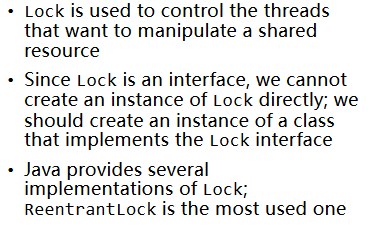 • Lock is used to control the threads
that want to manipulate a shared
resource
• Since Lock is an interface, we cannot
create an instance of Lock directly; we
should create an instance of a class
that implements the Lock interface
• Java provides several
implementations of Lock;
ReentrantLock is the most used one